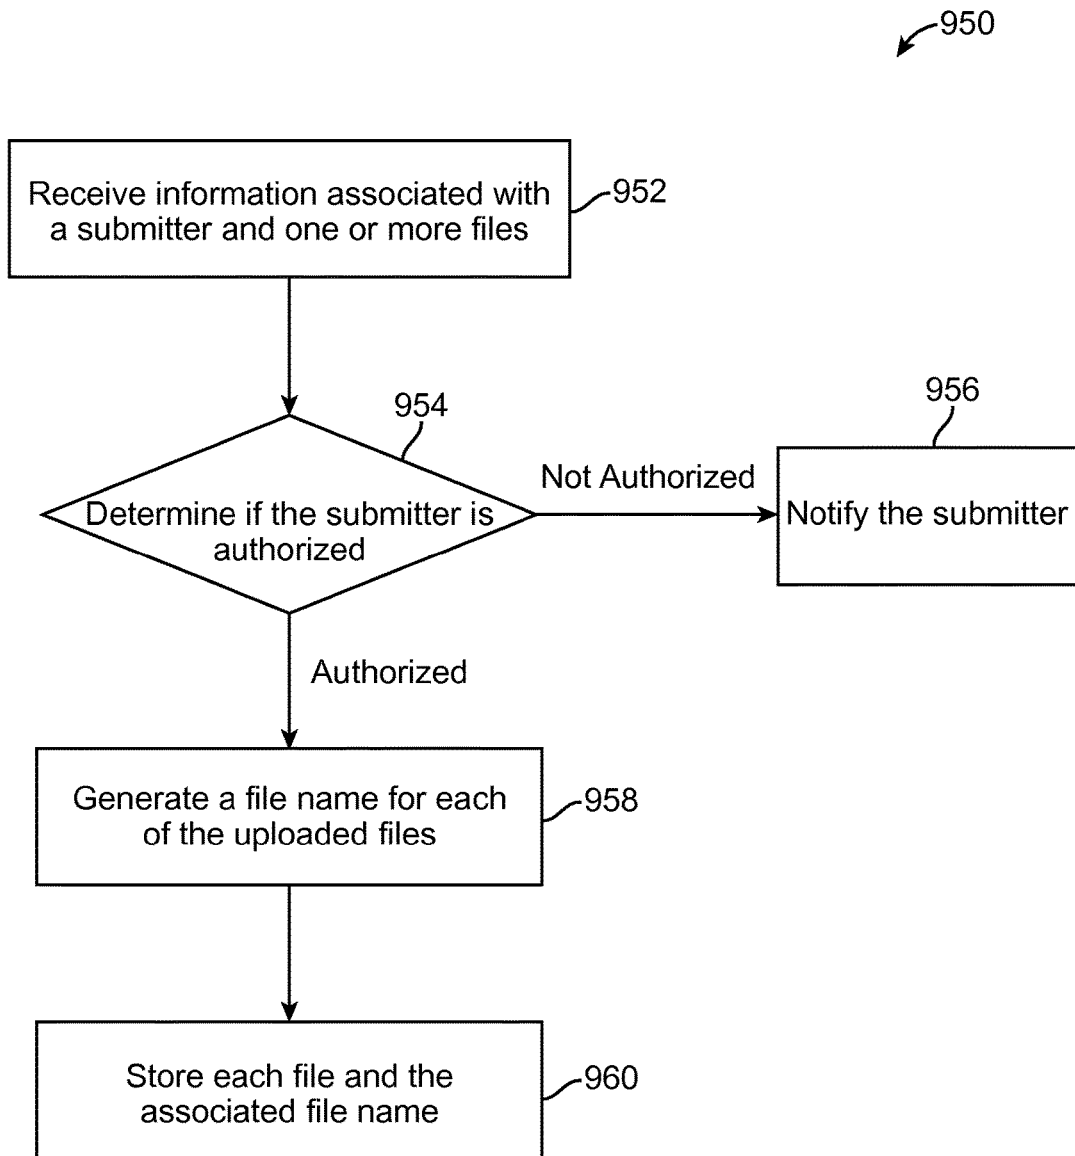 950
Receive information associated with
a submitter and one or more files
952
954
956
Not Authorized
Determine if the submitter is
authorized
Notify the submitter
Authorized
Generate a file name for each
of the uploaded files
958
Store each file and the
associated file name
960